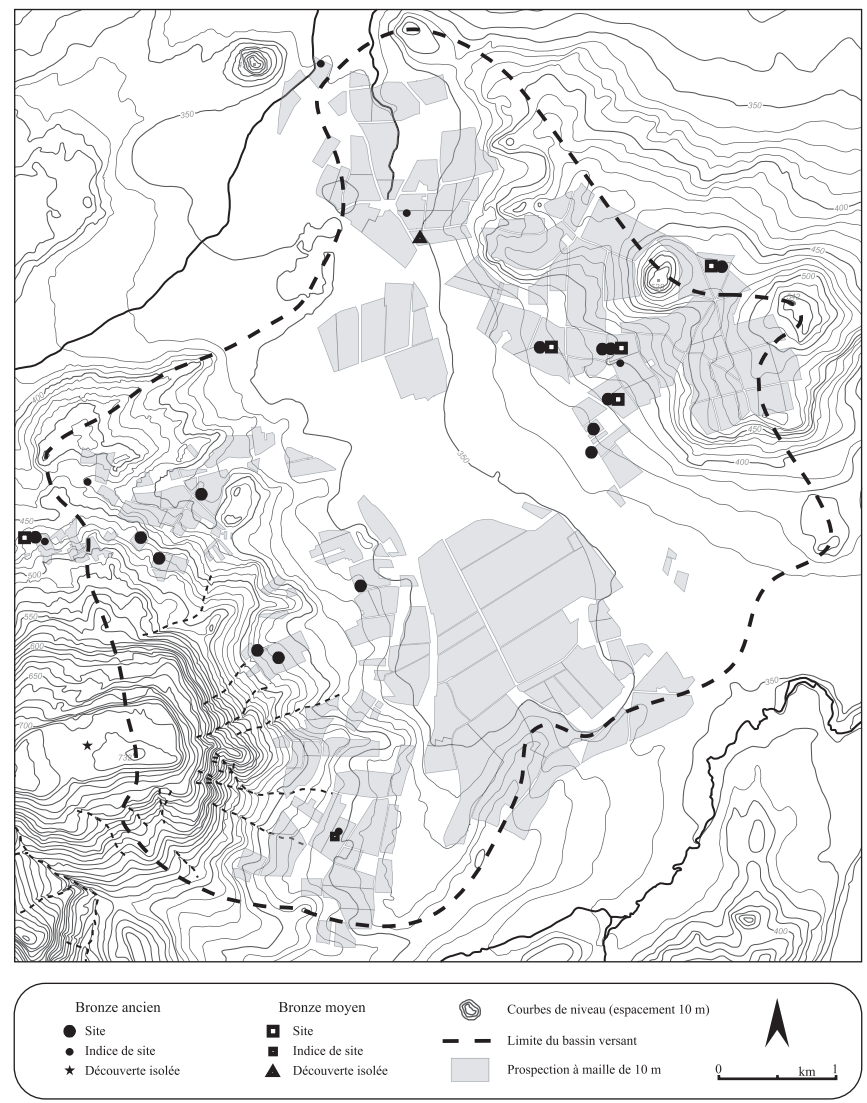 350
350
400
450
500
542
400
350
450
400
450
500
550
600
650
700
350
400
Bronze ancien
Site
Indice de site
Découverte isolée
Bronze moyen
Site
Indice de site
Découverte isolée
Courbes de niveau (espacement 10 m)
Limite du bassin versant
Prospection à maille de 10 m
0 km 1